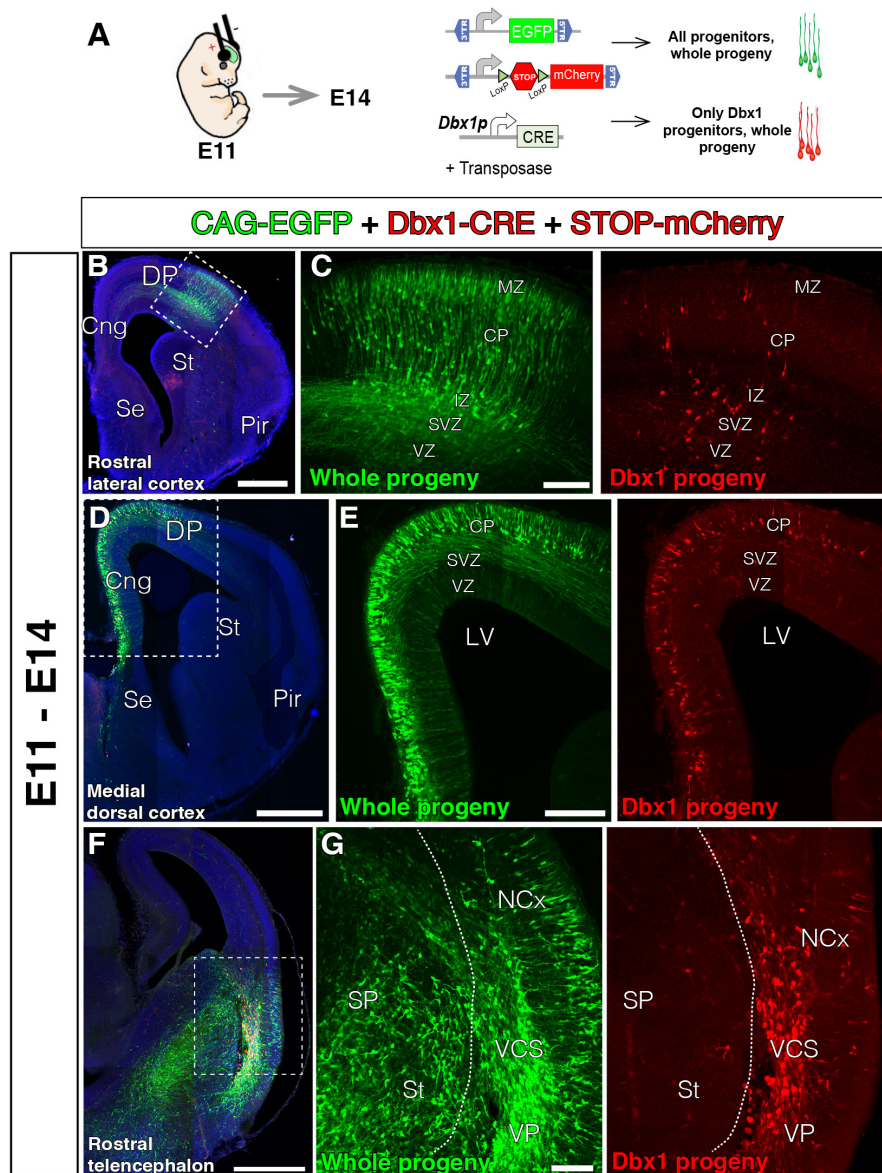 A
E11
E14
3'TR
EGFP
5'TR
All progenitors,
whole progeny
3'TR
LoxP
STOP
LoxP
mCherry
5'TR
Dbx1p
CRE
Only Dbx1
progenitors, whole
progeny
+ Transposase
CAG-EGFP + Dbx1-CRE + STOP-mCherry
E11 - E14
B
DP
Cng
St
Se
Pir
Rostral
lateral cortex
C
MZ
CP
IZ
SVZ
VZ
Whole progeny
MZ
CP
IZ
SVZ
VZ
Dbx1 progeny
D
DP
Cng
St
Se
Pir
Medial
dorsal cortex
E
CP
SVZ
VZ
LV
Whole progeny
CP
SVZ
VZ
LV
Dbx1 progeny
F
Rostral
telencephalon
G
NCx
SP
VCS
St
VP
Whole progeny
NCx
SP
VCS
St
VP
Dbx1 progeny